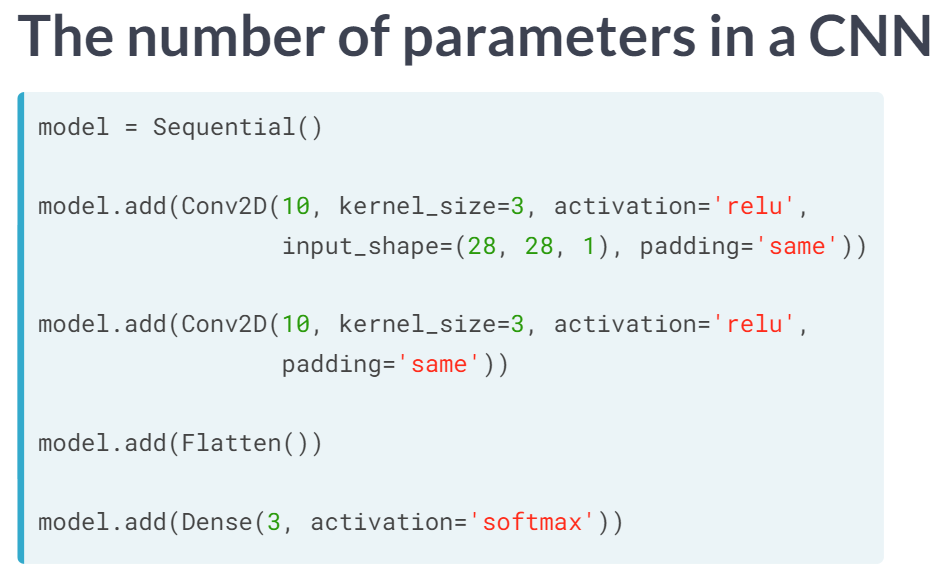 The number of parameters in a CNN
model = Sequential()
model.add(Conv2D(10, kernel_size=3, activation='relu',
input_shape=(28, 28, 1), padding='same'))
model.add(Conv2D(10, kernel_size=3, activation='relu',
padding='same'))
model.add(Flatten())
model.add(Dense(3, activation='softmax'))